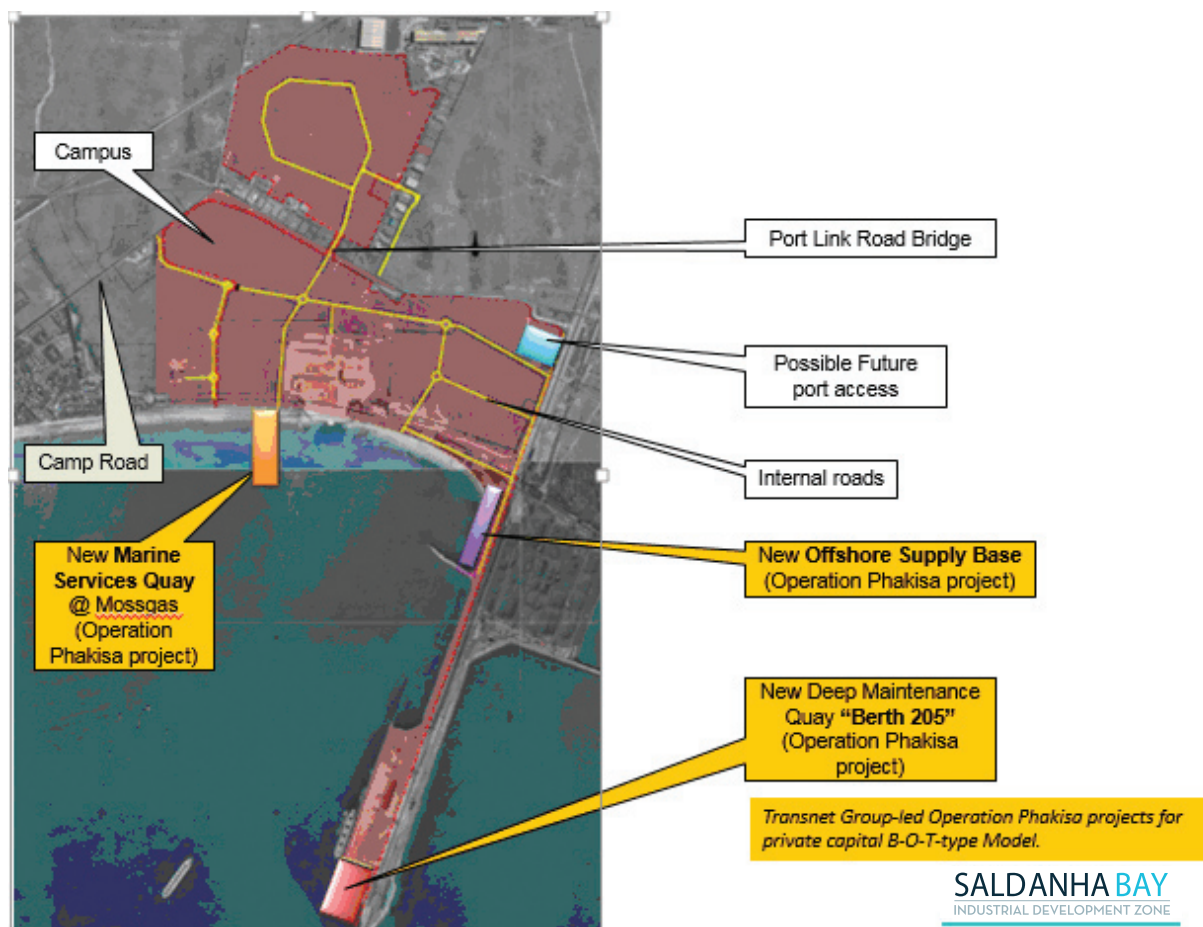 Campus
Port Link Road Bridge
Possible Future
port access
Camp Road
Internal roads
New Marine
Services Quay
@ Mossgas
(Operation
Phakisa project)
New Offshore Supply Base
(Operation Phakisa project)
New Deep Maintenance
Quay “Berth 205”
(Operation Phakisa
project)
Transnet Group-led Operation Phakisa projects for
private capital B-O-T-type Model.
SALDANHA BAY
INDUSTRIAL DEVELOPMENT ZONE